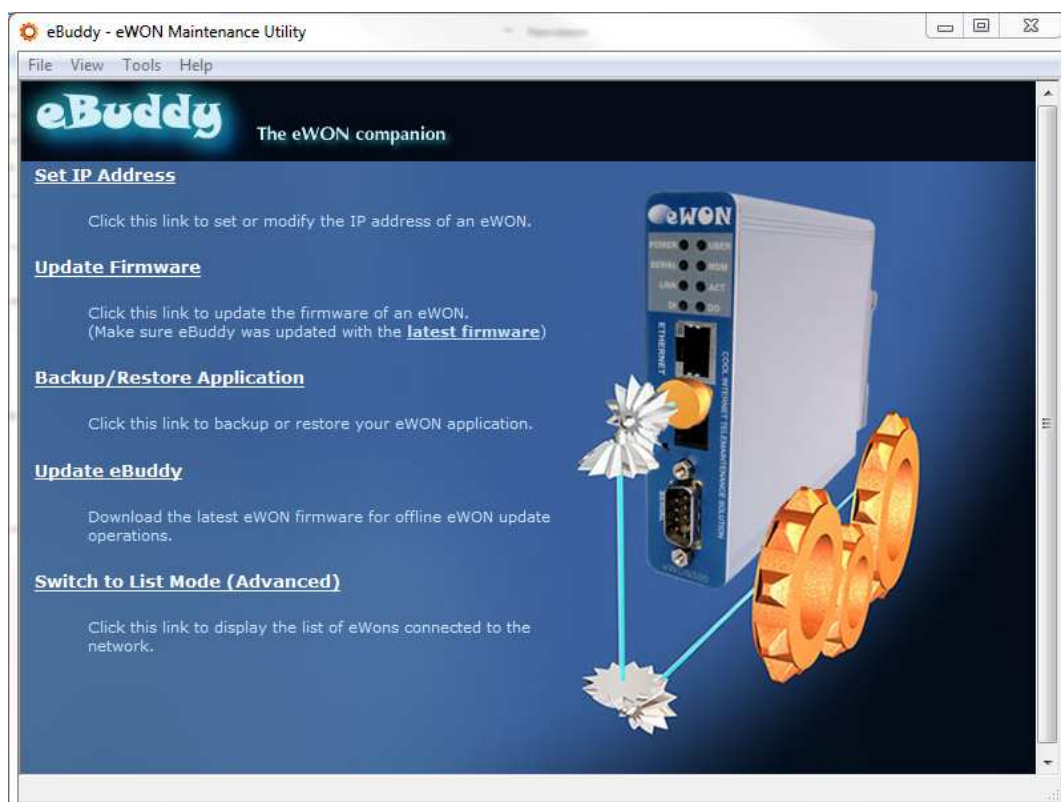 eBuddy - eWON Maintenance Utility
File View Tools Help
eBuddy
The eWON companion
Set IP Address
Click this link to set or modify the IP address of an eWON.
Update Firmware
Click this link to update the firmware of an eWON.
(Make sure eBuddy was updated with the latest firmware)
Backup/Restore Application
Click this link to backup or restore your eWON application.
Update eBuddy
Download the latest eWON firmware for offline eWON update
operations.
Switch to List Mode (Advanced)
Click this link to display the list of eWons connected to the
network.
eWON
POWER USER
SERIAL MDM
LINK ACT
DI DO
ETHERNET
COOL INTERNET TELEMAINTENANCE SOLUTION
SERIAL
eWON500